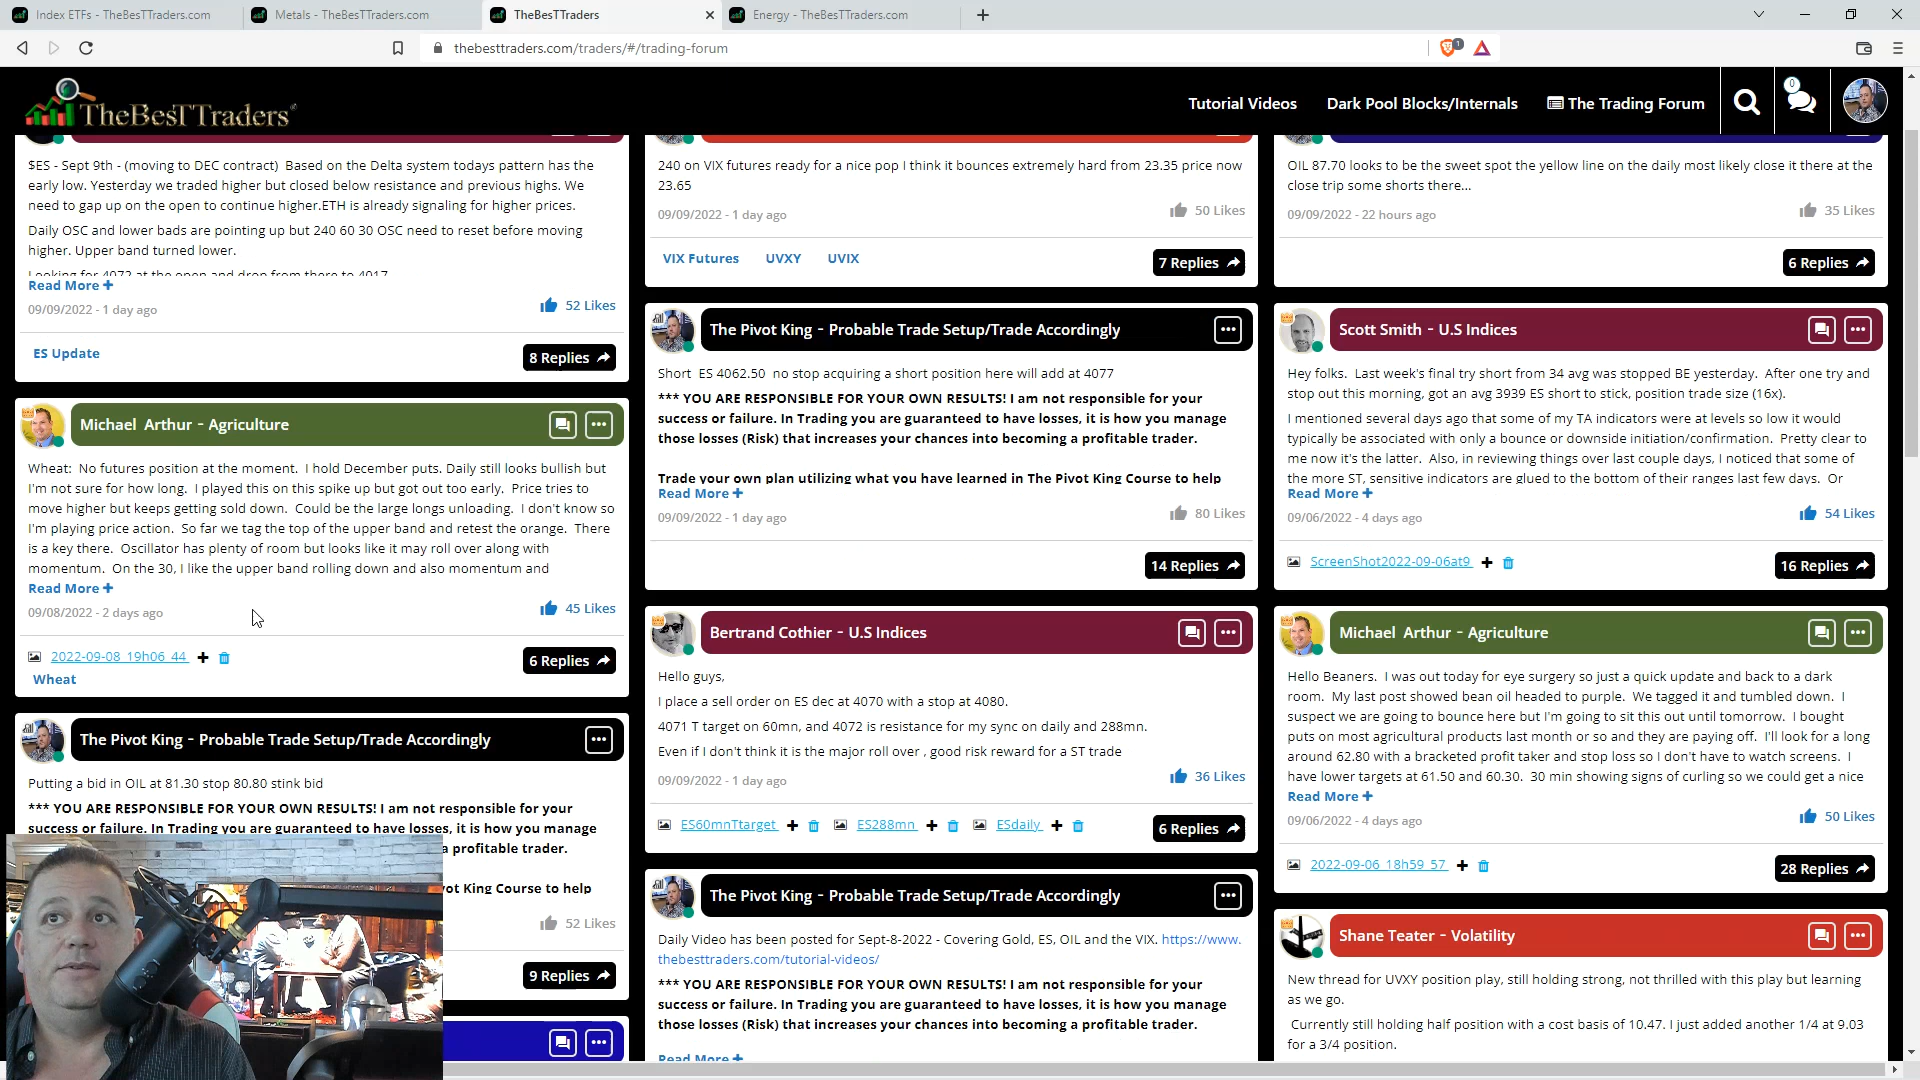 Index ETFs - TheBesTTraders.com
Metals - TheBesTTraders.com
TheBesTTraders
Energy - TheBesTTraders.com
thebesttraders.com/traders/#/trading-forum
TheBesTTraders®
Tutorial Videos
Dark Pool Blocks/Internals
The Trading Forum
0
$ES - Sept 9th - (moving to DEC contract) Based on the Delta system todays pattern has the
early low. Yesterday we traded higher but closed below resistance and previous highs. We
need to gap up on the open to continue higher.ETH is already signaling for higher prices.
Daily OSC and lower bads are pointing up but 240 60 30 OSC need to reset before moving
higher. Upper band turned lower.
Looking for 4072 at the open and drop from there to 4017
Read More +
09/09/2022 - 1 day ago
52 Likes
ES Update
8 Replies
Michael Arthur - Agriculture
Wheat: No futures position at the moment. I hold December puts. Daily still looks bullish but
I'm not sure for how long. I played this on this spike up but got out too early. Price tries to
move higher but keeps getting sold down. Could be the large longs unloading. I don't know so
I'm playing price action. So far we tag the top of the upper band and retest the orange. There
is a key there. Oscillator has plenty of room but looks like it may roll over along with
momentum. On the 30, I like the upper band rolling down and also momentum and
Read More +
09/08/2022 - 2 days ago
45 Likes
2022-09-08_19h06_44
6 Replies
Wheat
The Pivot King - Probable Trade Setup/Trade Accordingly
Putting a bid in OIL at 81.30 stop 80.80 stink bid
*** YOU ARE RESPONSIBLE FOR YOUR OWN RESULTS! I am not responsible for your
success or failure. In Trading you are guaranteed to have losses, it is how you manage
a profitable trader.
vot King Course to help
52 Likes
9 Replies
240 on VIX futures ready for a nice pop I think it bounces extremely hard from 23.35 price now
23.65
09/09/2022 - 1 day ago
50 Likes
VIX Futures
UVXY
UVIX
7 Replies
The Pivot King - Probable Trade Setup/Trade Accordingly
Short ES 4062.50 no stop acquiring a short position here will add at 4077
*** YOU ARE RESPONSIBLE FOR YOUR OWN RESULTS! I am not responsible for your
success or failure. In Trading you are guaranteed to have losses, it is how you manage
those losses (Risk) that increases your chances into becoming a profitable trader.
Trade your own plan utilizing what you have learned in The Pivot King Course to help
Read More +
09/09/2022 - 1 day ago
80 Likes
14 Replies
Bertrand Cothier - U.S Indices
Hello guys,
I place a sell order on ES dec at 4070 with a stop at 4080.
4071 T target on 60mn, and 4072 is resistance for my sync on daily and 288mn.
Even if I don't think it is the major roll over , good risk reward for a ST trade
09/09/2022 - 1 day ago
36 Likes
ES60mnTtarget
ES288mn
ESdaily
6 Replies
The Pivot King - Probable Trade Setup/Trade Accordingly
Daily Video has been posted for Sept-8-2022 - Covering Gold, ES, OIL and the VIX. https://www.
thebesttraders.com/tutorial-videos/
*** YOU ARE RESPONSIBLE FOR YOUR OWN RESULTS! I am not responsible for your
success or failure. In Trading you are guaranteed to have losses, it is how you manage
those losses (Risk) that increases your chances into becoming a profitable trader.
Read More +
OIL 87.70 looks to be the sweet spot the yellow line on the daily most likely close it there at the
close trip some shorts there...
09/09/2022 - 22 hours ago
35 Likes
6 Replies
Scott Smith - U.S Indices
Hey folks. Last week's final try short from 34 avg was stopped BE yesterday. After one try and
stop out this morning, got an avg 3939 ES short to stick, position trade size (16x).
I mentioned several days ago that some of my TA indicators were at levels so low it would
typically be associated with only a bounce or downside initiation/confirmation. Pretty clear to
me now it's the latter. Also, in reviewing things over last couple days, I noticed that some of
the more ST, sensitive indicators are glued to the bottom of their ranges last few days. Or
Read More +
09/06/2022 - 4 days ago
54 Likes
ScreenShot2022-09-06at9
16 Replies
Michael Arthur - Agriculture
Hello Beaners. I was out today for eye surgery so just a quick update and back to a dark
room. My last post showed bean oil headed to purple. We tagged it and tumbled down. I
suspect we are going to bounce here but I'm going to sit this out until tomorrow. I bought
puts on most agricultural products last month or so and they are paying off. I'll look for a long
around 62.80 with a bracketed profit taker and stop loss so I don't have to watch screens. I
have lower targets at 61.50 and 60.30. 30 min showing signs of curling so we could get a nice
Read More +
09/06/2022 - 4 days ago
50 Likes
2022-09-06_18h59_57
28 Replies
Shane Teater - Volatility
New thread for UVXY position play, still holding strong, not thrilled with this play but learning
as we go.
Currently still holding half position with a cost basis of 10.47. I just added another 1/4 at 9.03
for a 3/4 position.